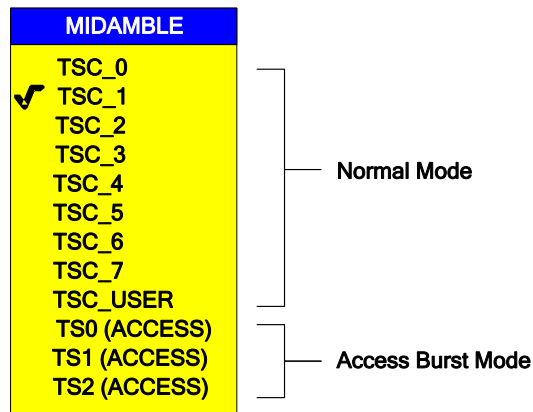 MIDAMBLE
TSC_0
TSC_1
TSC_2
TSC_3
TSC_4
TSC_5
TSC_6
TSC_7
TSC_USER
TS0 (ACCESS)
TS1 (ACCESS)
TS2 (ACCESS)
Normal Mode
Access Burst Mode